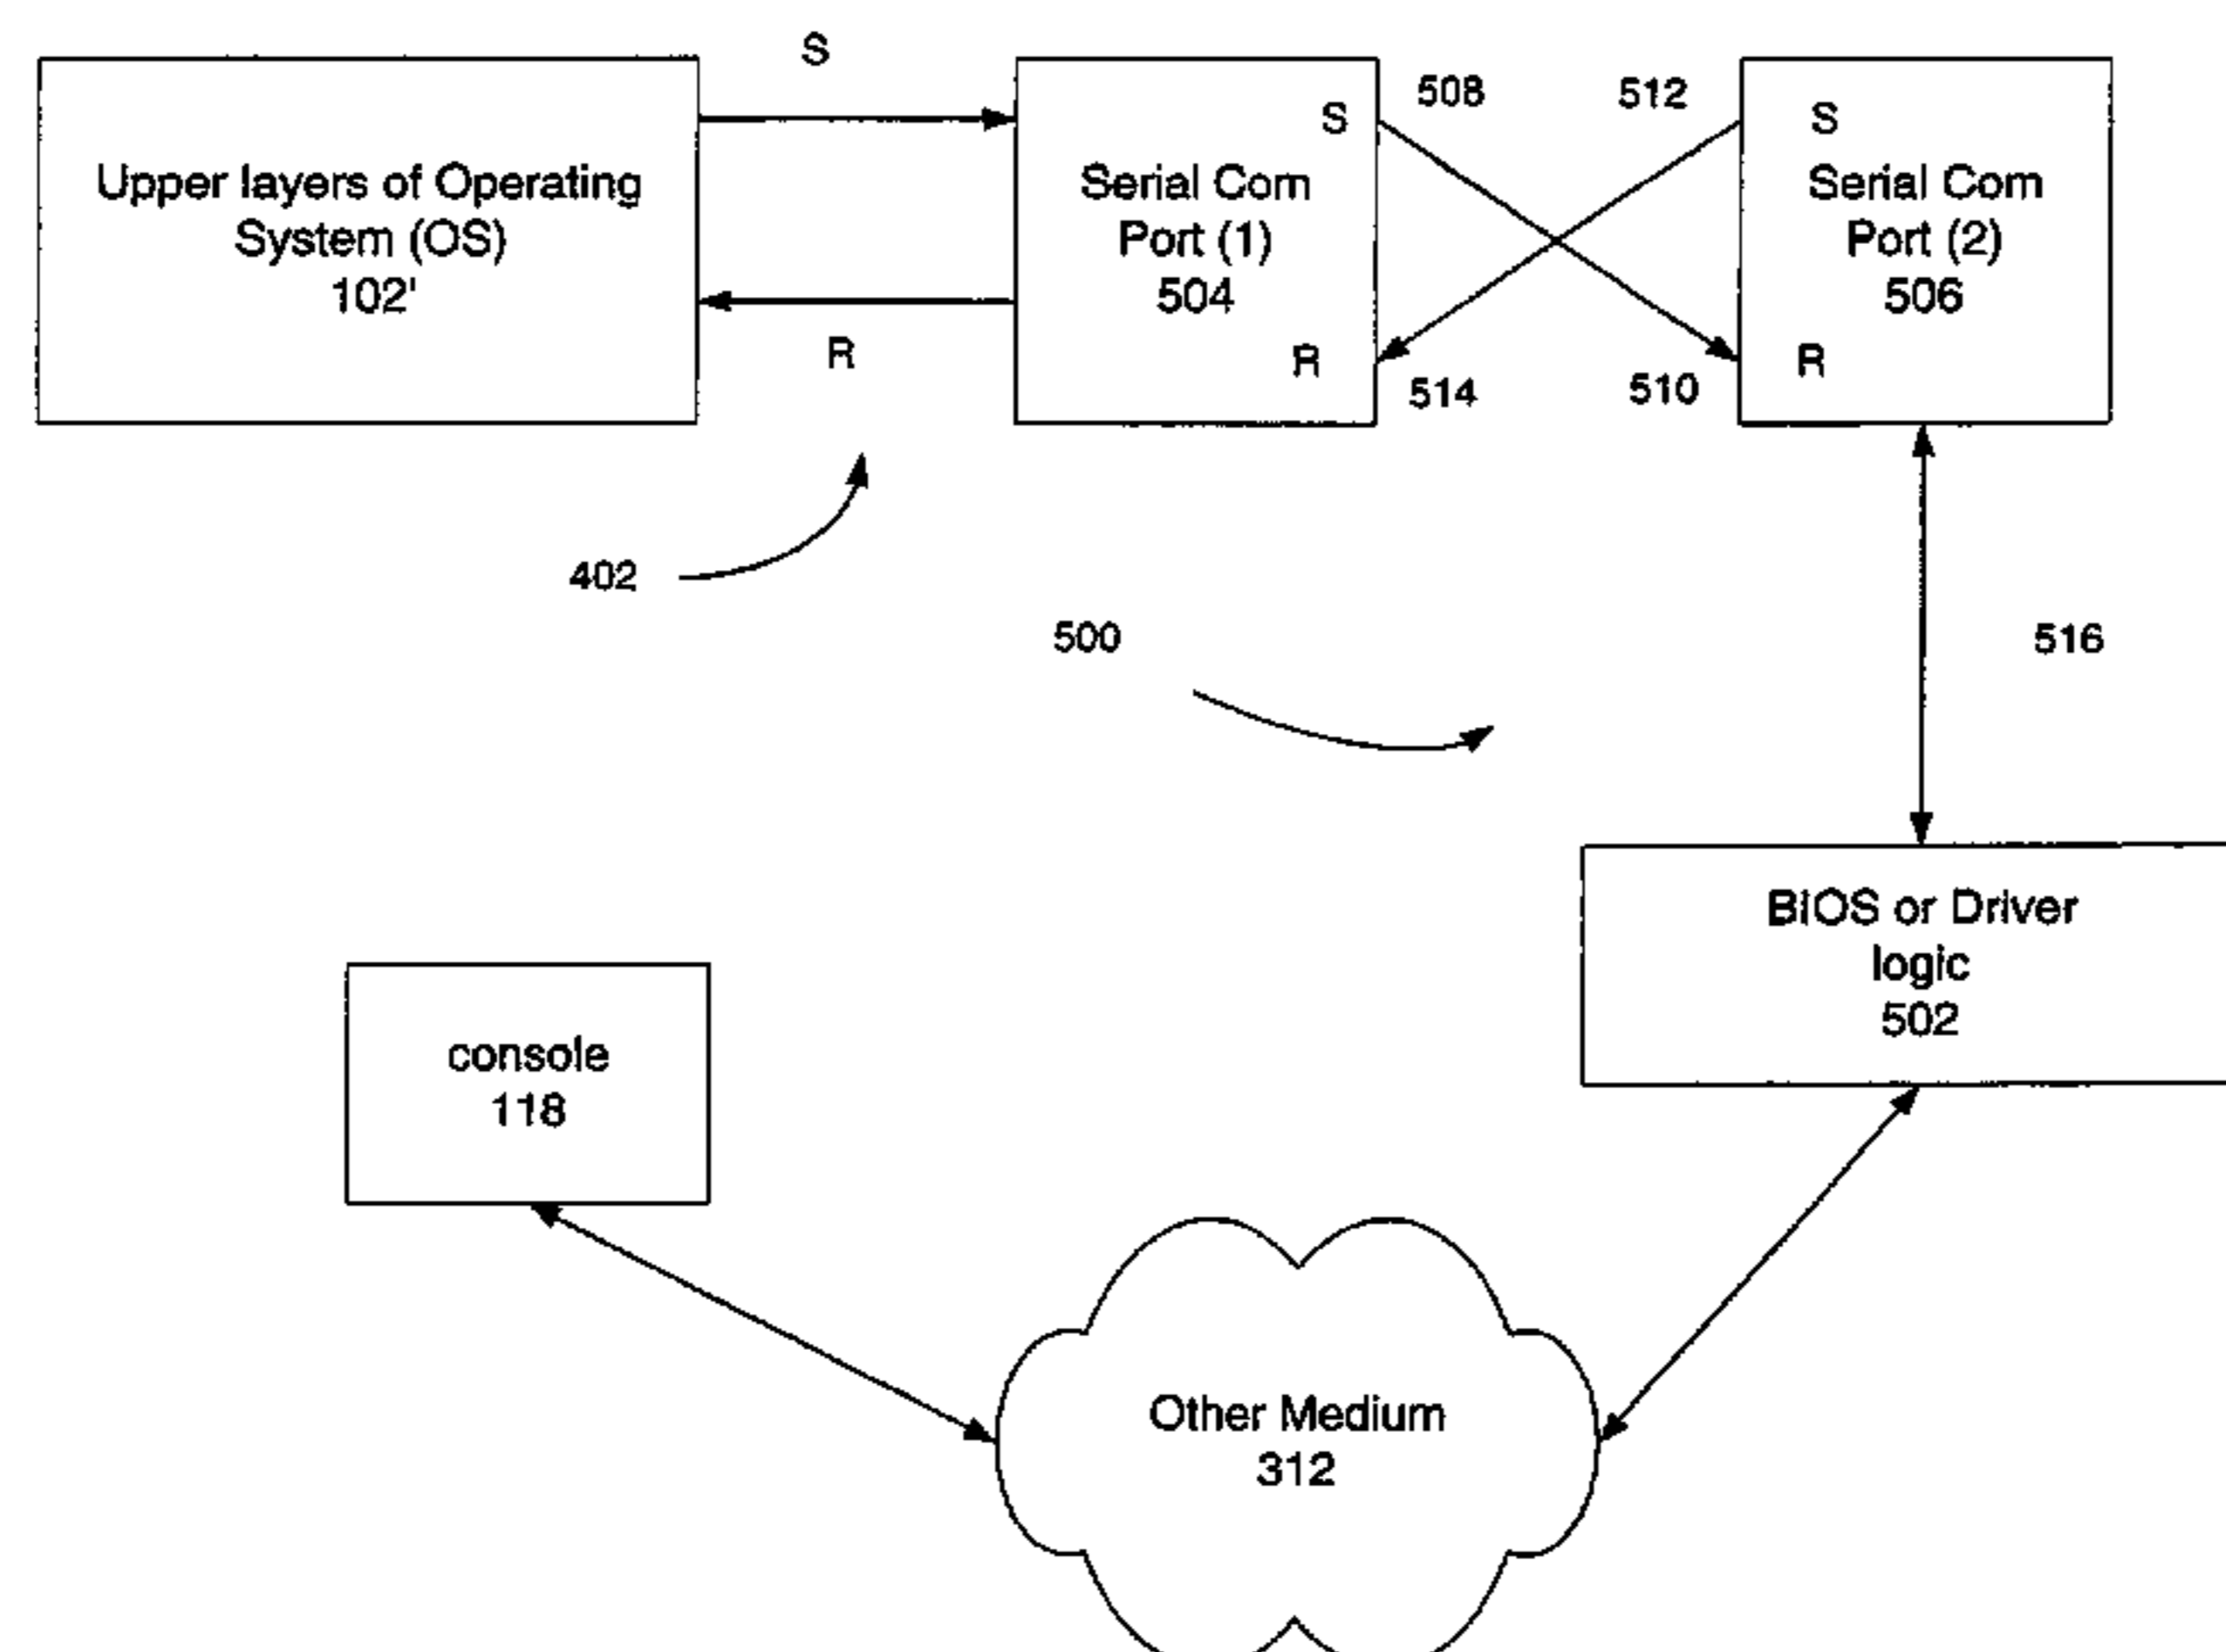 S
Upper layers of Operating
System (OS)
102'
R
S
Serial Com
Port (1)
504
R
508
512
514
510
S
Serial Com
Port (2)
506
R
402
500
516
BIOS or Driver
logic
502
console
118
Other Medium
312